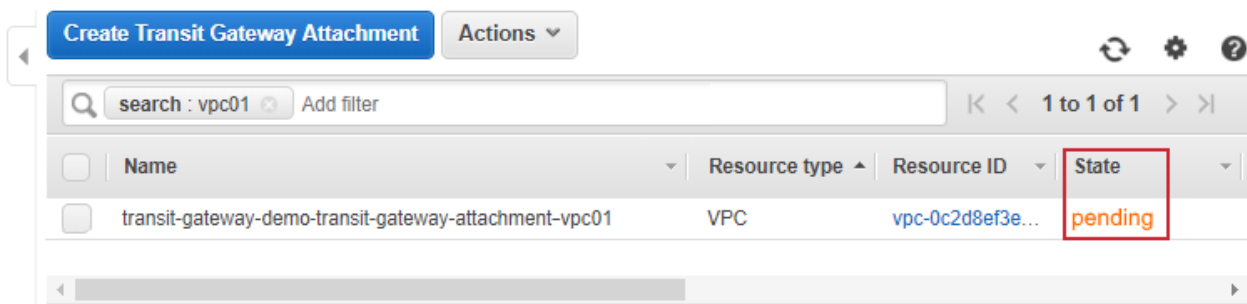 Create Transit Gateway Attachment Actions
search : vpc01 Add filter 1 to 1 of 1
Name Resource type Resource ID State
transit-gateway-demo-transit-gateway-attachment-vpc01 VPC vpc-0c2d8ef3e... pending